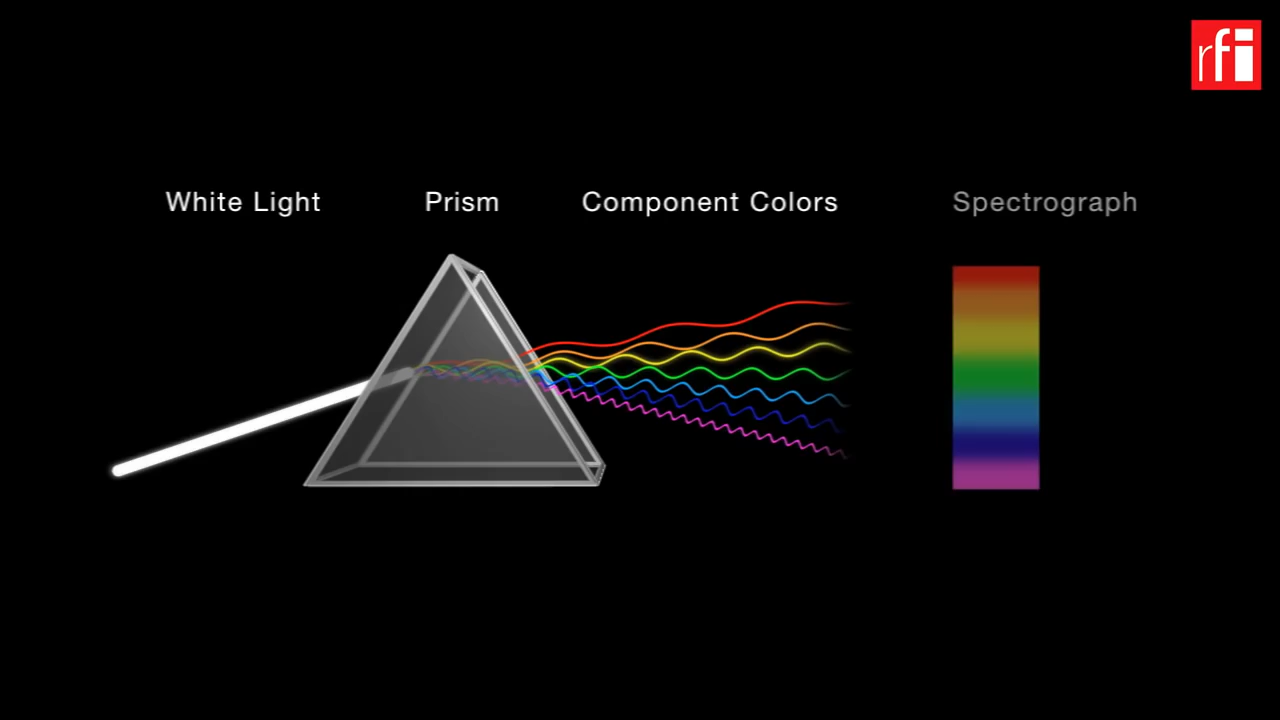 rfi
White Light
Prism
Component Colors
Spectrograph